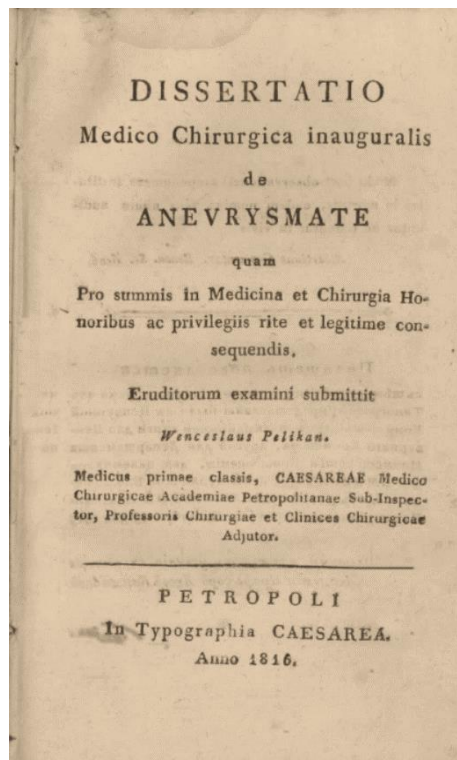 DISSERTATIO
Medico Chirurgica inauguralis
de
ANEVRYSMATE
quam
Pro summis in Medicina et Chirurgia Ho-
noribus ac privilegiis rite et legitime con-
sequendis,
Eruditorum examini submittit
Wenceslaus Pelikan.
Medicus primae classis, CAESAREAE Medico
Chirurgicae Academiae Petropolitanae Sub-Inspec-
tor, Professoris Chirurgiae et Clinices Chirurgicae
Adjutor.
PETROPOLI
In Typographia CAESAREA.
Anno 1816.